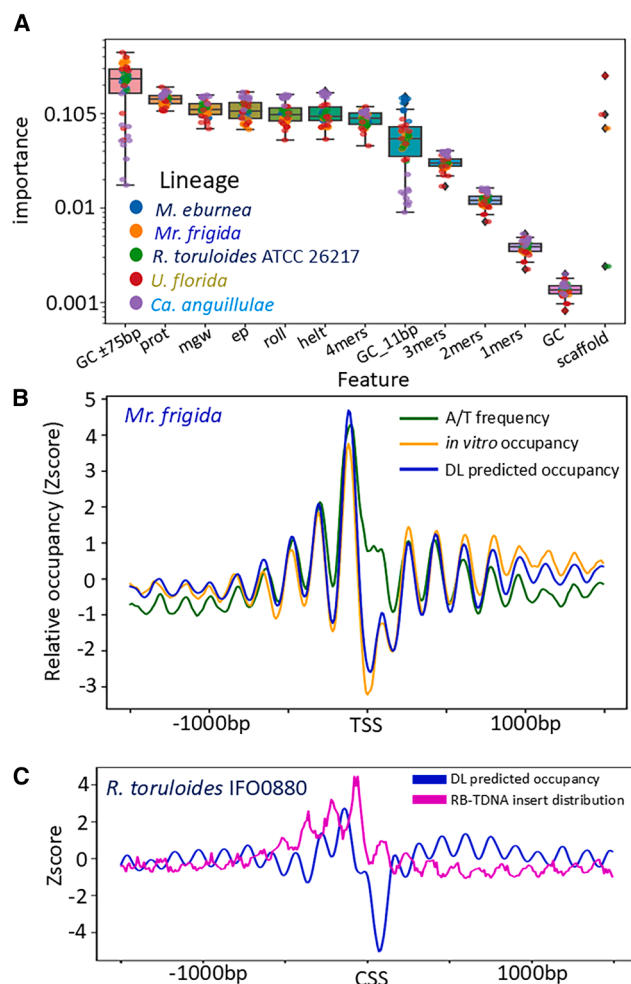 A
importance
0.105
0.01
0.001
Lineage
M. eburnea
Mr. frigida
R. toruloides ATCC 26217
U. florida
Ca. anguillulae
GC ±75bp prot mgw ep roll helt 4mers GC_11bp 3mers 2mers 1mers GC scaffold
Feature
B
Relative occupancy (Zscore)
5
4
3
2
1
0
-1
-2
-3
Mr. frigida
A/T frequency
in vitro occupancy
DL predicted occupancy
-1000bp TSS 1000bp
C
Zscore
4
2
0
-2
-4
R. toruloides IFO0880
DL predicted occupancy
RB-TDNA insert distribution
-1000bp CSS 1000bp